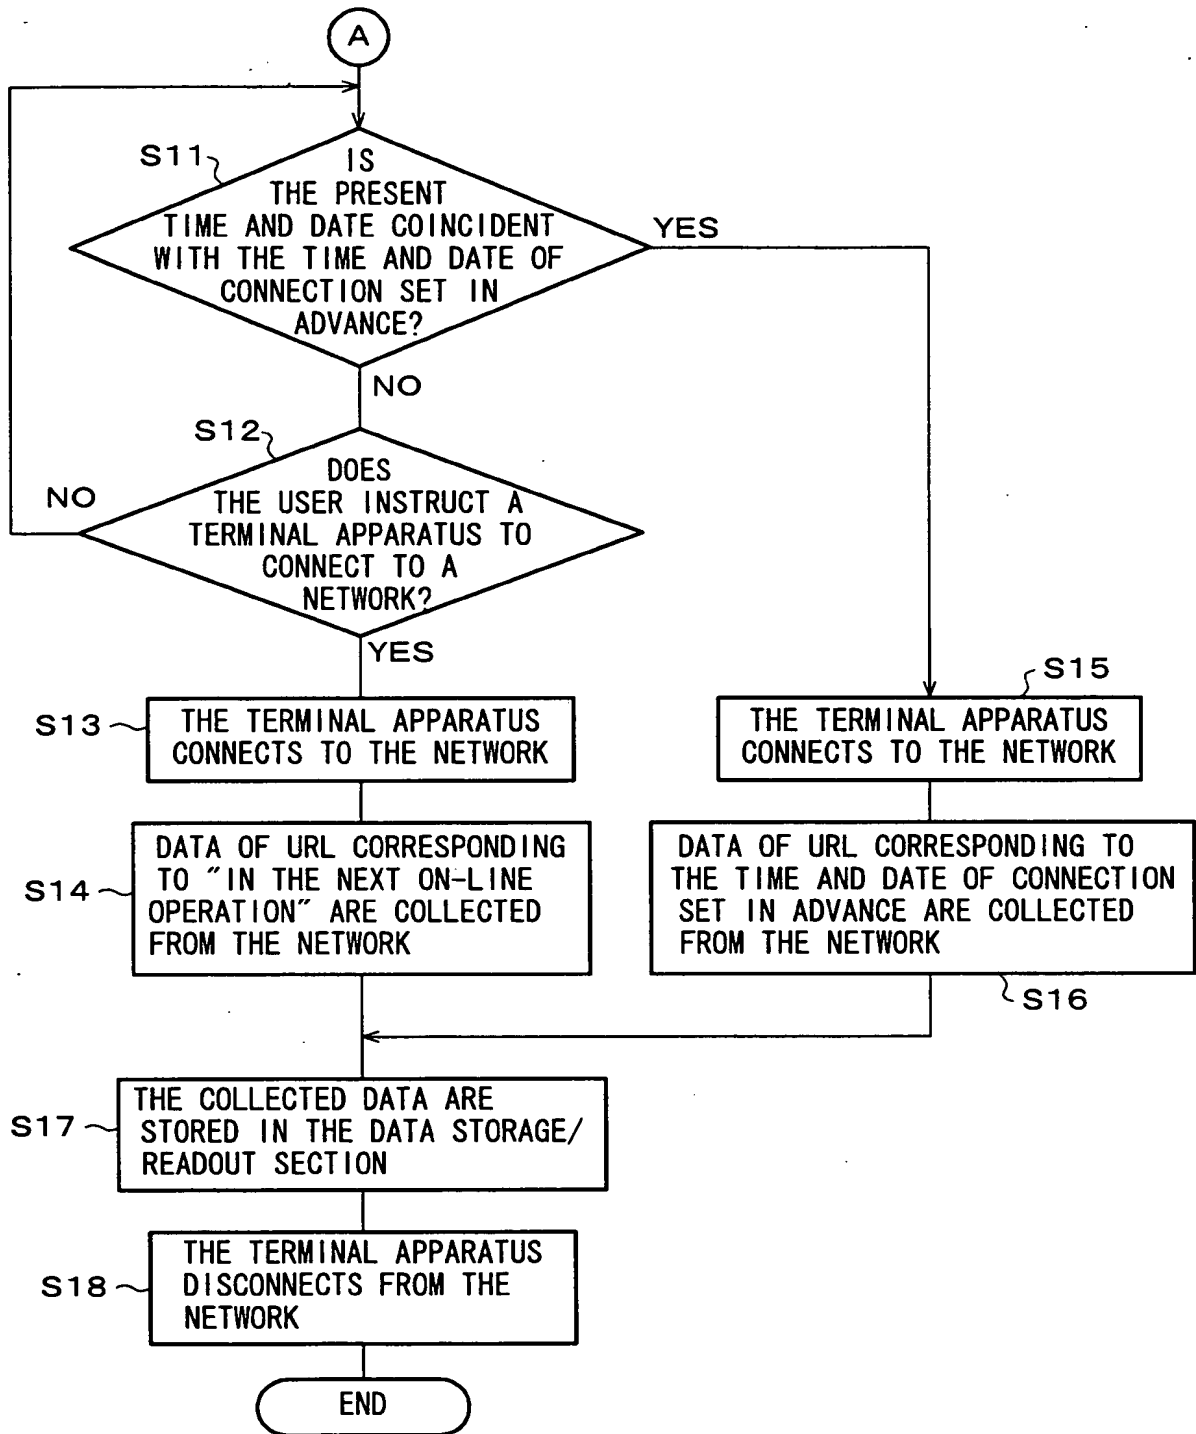 A
S11
IS
THE PRESENT
TIME AND DATE COINCIDENT
WITH THE TIME AND DATE OF
CONNECTION SET IN
ADVANCE?
YES
NO
S12
DOES
THE USER INSTRUCT A
TERMINAL APPARATUS TO
CONNECT TO A
NETWORK?
NO
YES
S13
THE TERMINAL APPARATUS
CONNECTS TO THE NETWORK
S15
THE TERMINAL APPARATUS
CONNECTS TO THE NETWORK
S14
DATA OF URL CORRESPONDING
TO "IN THE NEXT ON-LINE
OPERATION" ARE COLLECTED
FROM THE NETWORK
DATA OF URL CORRESPONDING TO
THE TIME AND DATE OF CONNECTION
SET IN ADVANCE ARE COLLECTED
FROM THE NETWORK
S16
S17
THE COLLECTED DATA ARE
STORED IN THE DATA STORAGE/
READOUT SECTION
S18
THE TERMINAL APPARATUS
DISCONNECTS FROM THE
NETWORK
END